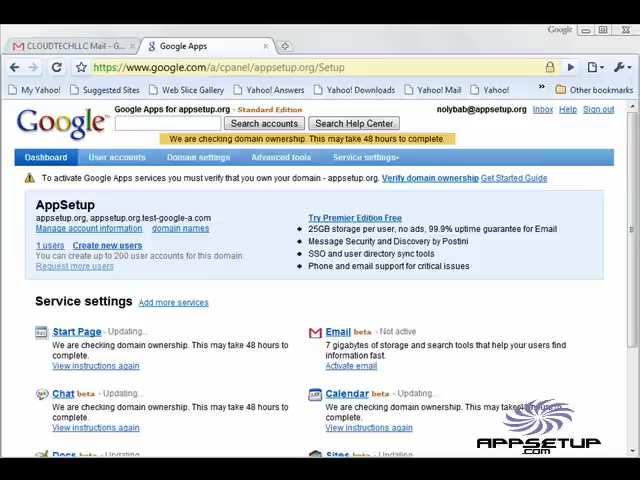 Google
CLOUDTECHLLC Mail - G...
Google Apps
https://www.google.com/a/cpanel/appsetup.org/Setup
My Yahoo!
Suggested Sites
Web Slice Gallery
Yahoo! Answers
Yahoo! Downloads
Yahoo! Mail
Yahoo!
»
Other bookmarks
Google Apps for appsetup.org - Standard Edition
nolybab@appsetup.org Inbox Help Sign out
Google™
Search accounts Search Help Center
We are checking domain ownership. This may take 48 hours to complete.
Dashboard User accounts Domain settings Advanced tools Service settings
To activate Google Apps services you must verify that you own your domain - appsetup.org. Verify domain ownership Get Started Guide
AppSetup
appsetup.org, appsetup.org.test-google-a.com
Manage account information domain names
1 users Create new users
You can create up to 200 user accounts for this domain.
Request more users
Try Premier Edition Free
25GB storage per user, no ads, 99.9% uptime guarantee for Email
Message Security and Discovery by Postini
SSO and user directory sync tools
Phone and email support for critical issues
Service settings Add more services
Start Page - Updating...
We are checking domain ownership. This may take 48 hours to
complete.
View instructions again
Email beta - Not active
7 gigabytes of storage and search tools that help your users find
information fast.
Activate email
Chat beta - Updating...
We are checking domain ownership. This may take 48 hours to
complete.
View instructions again
Calendar beta - Updating...
We are checking domain ownership. This may take 48 hours to
complete.
View instructions again
Docs beta - Updating...
Sites beta - Updating...
APPSETUP
.com